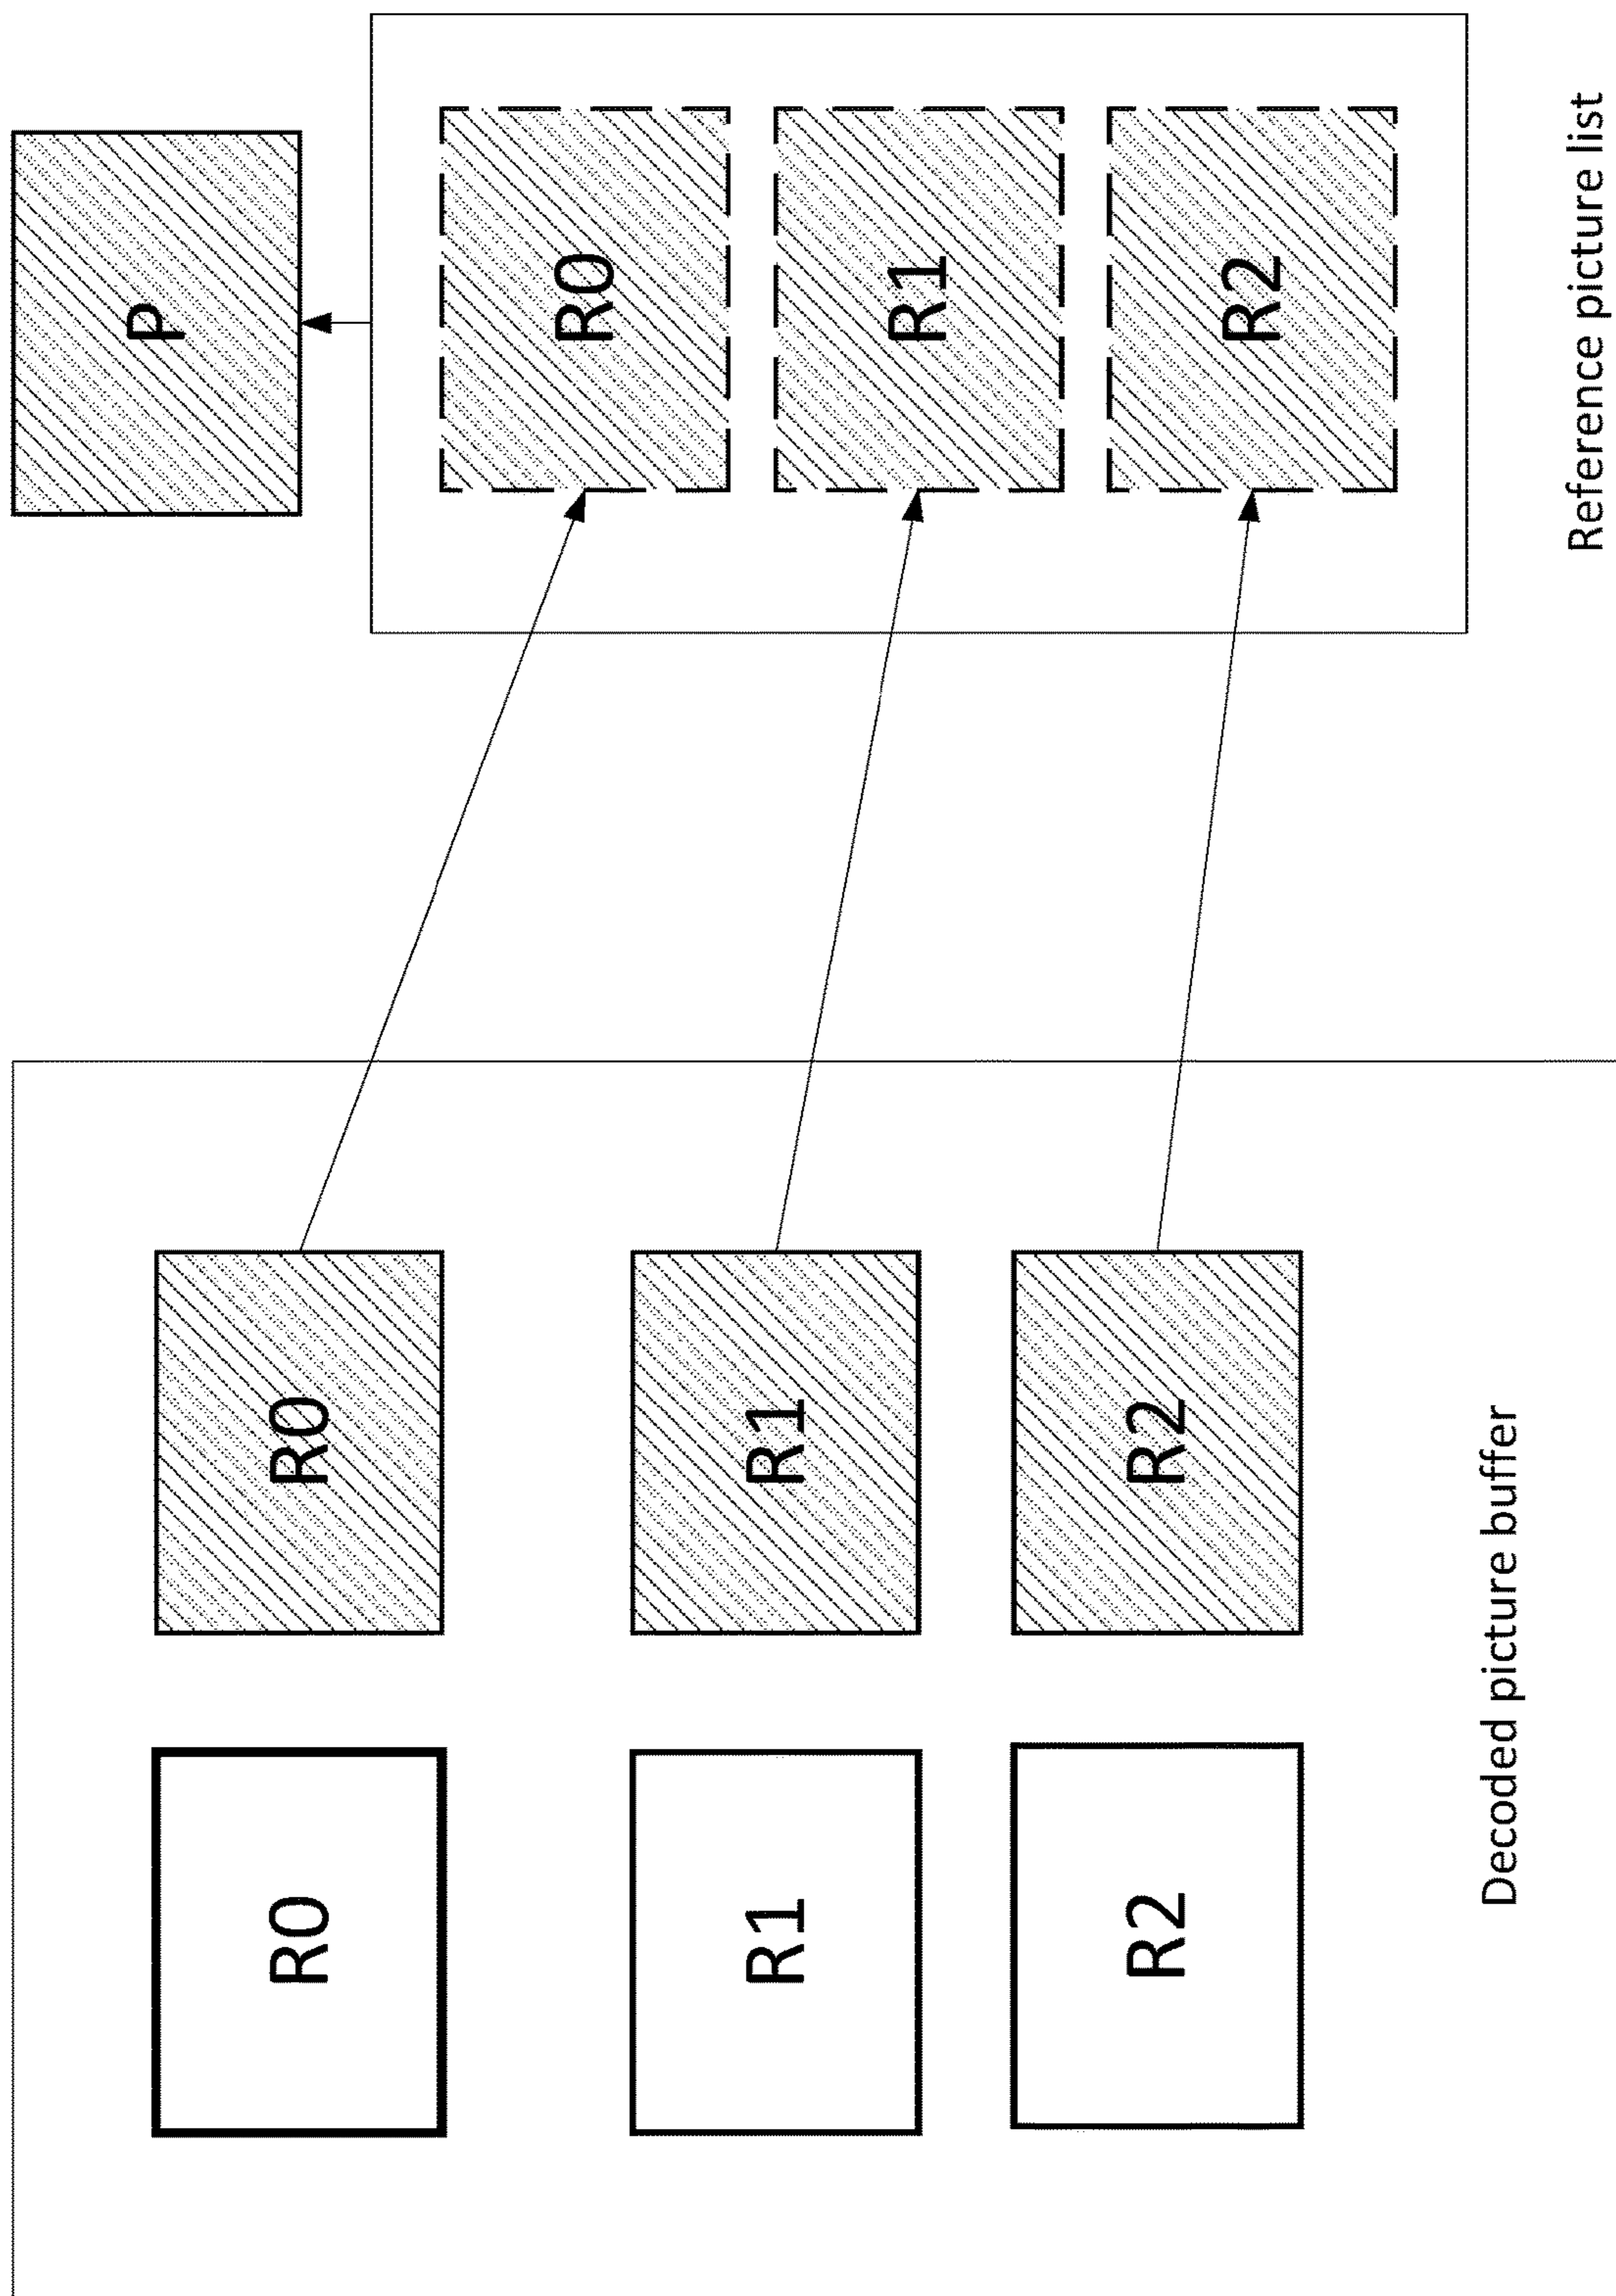 P
R0
R0
R0
R1
R1
R1
R2
R2
R2
Decoded picture buffer
Reference picture list